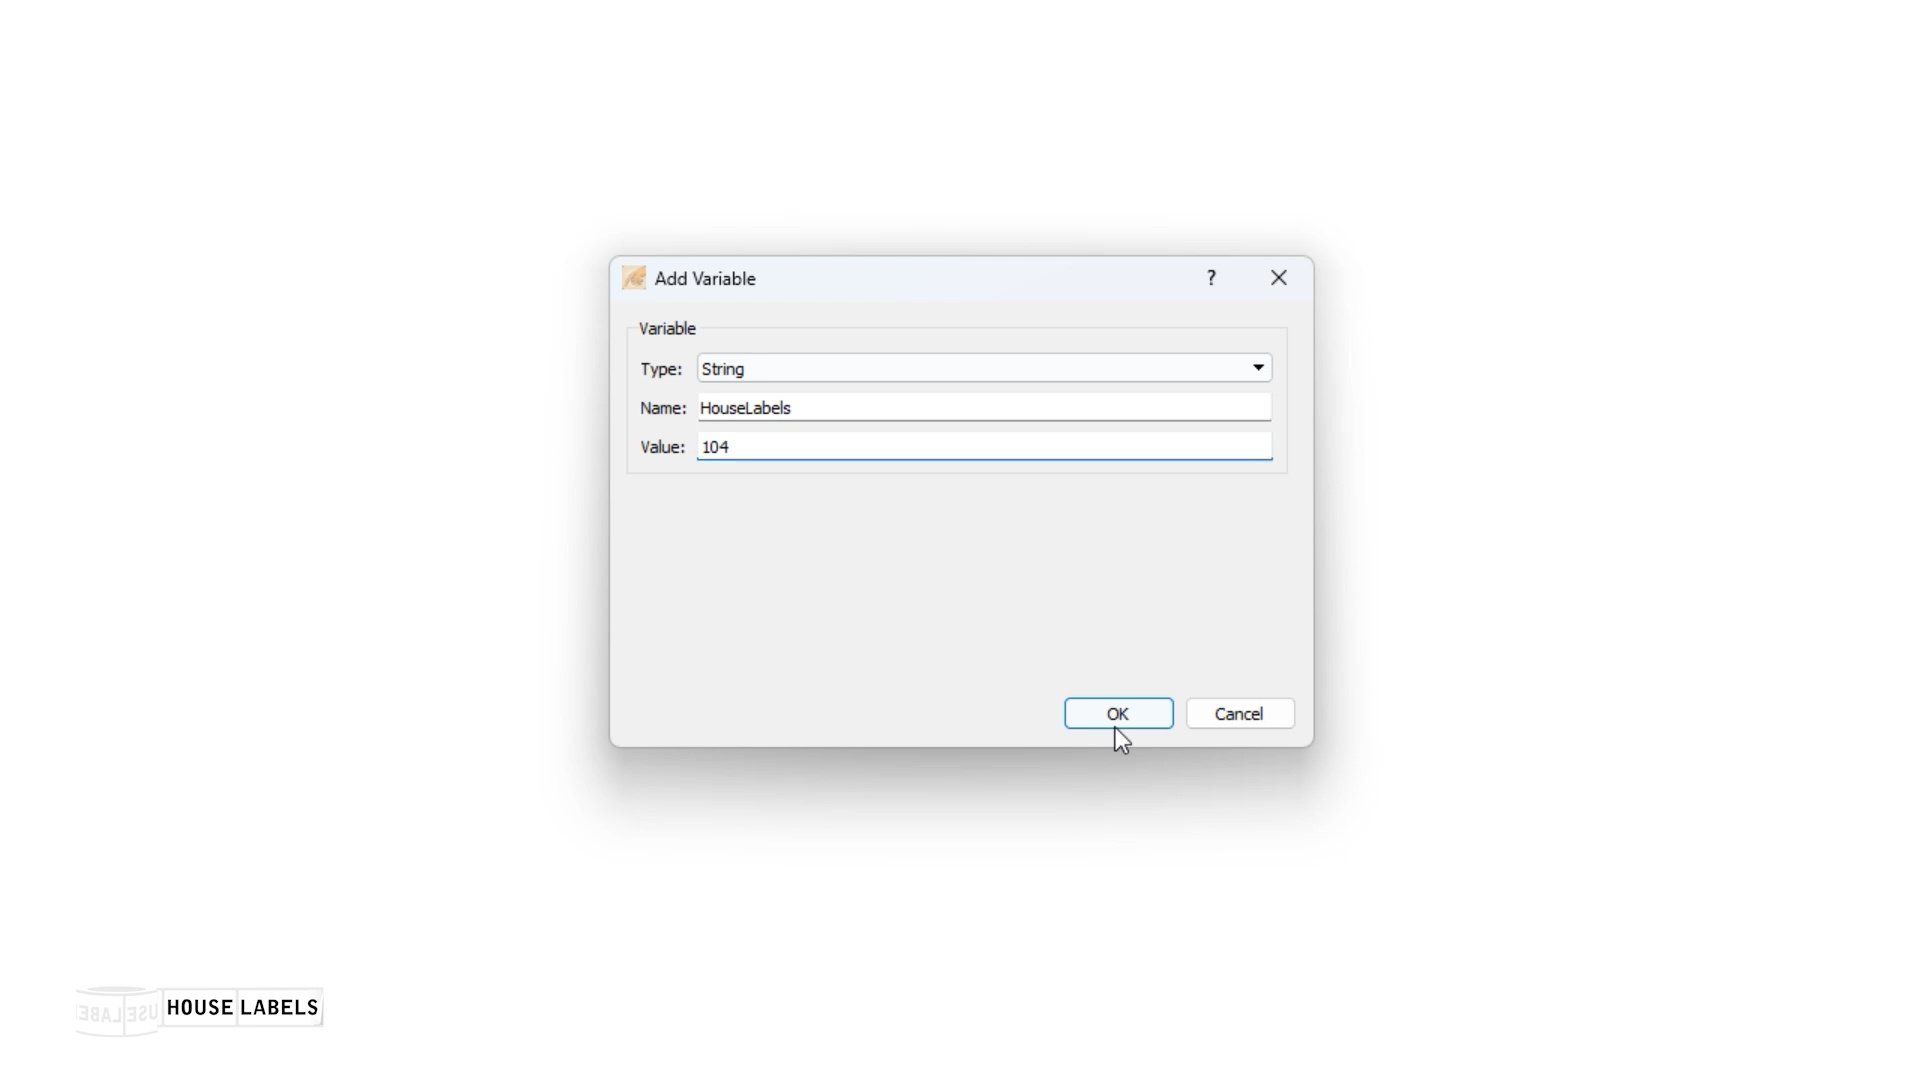 Add Variable
?
Variable
Type: String
Name: HouseLabels
Value: 104
OK Cancel
HOUSE LABELS